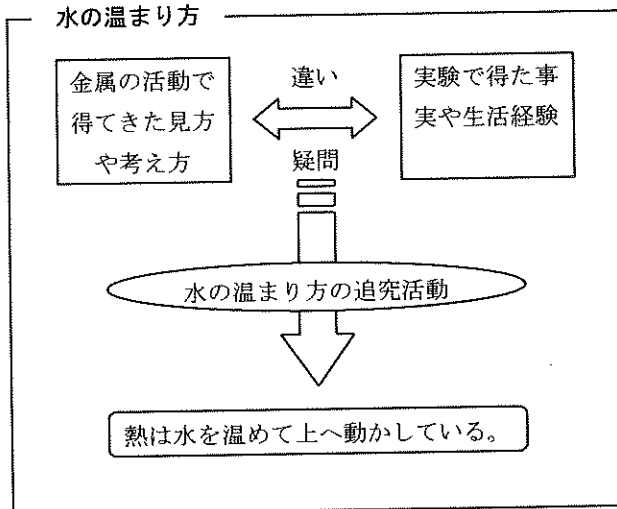 水の温まり方
金属の活動で
得てきた見方
や考え方
違い
疑問
実験で得た事
実や生活経験
水の温まり方の追究活動
熱は水を温めて上へ動かしている。